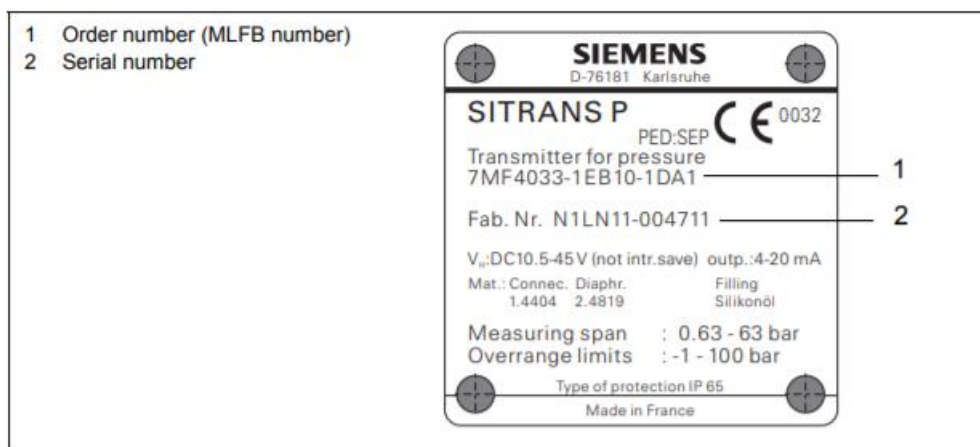 1 Order number (MLFB number)
2 Serial number
SIEMENS
D-76181 Karlsruhe
SITRANS P
PED:SEP CE 0032
Transmitter for pressure
7MF4033-1EB10-1DA1 1
Fab. Nr. N1LN11-004711 2
V_H:DC10.5-45V (not intr.save) outp.:4-20 mA
Mat.: Connec. Diaphr. Filling
1.4404 2.4819 Silikonöl
Measuring span : 0.63 - 63 bar
Overrange limits : -1 - 100 bar
Type of protection IP 65
Made in France